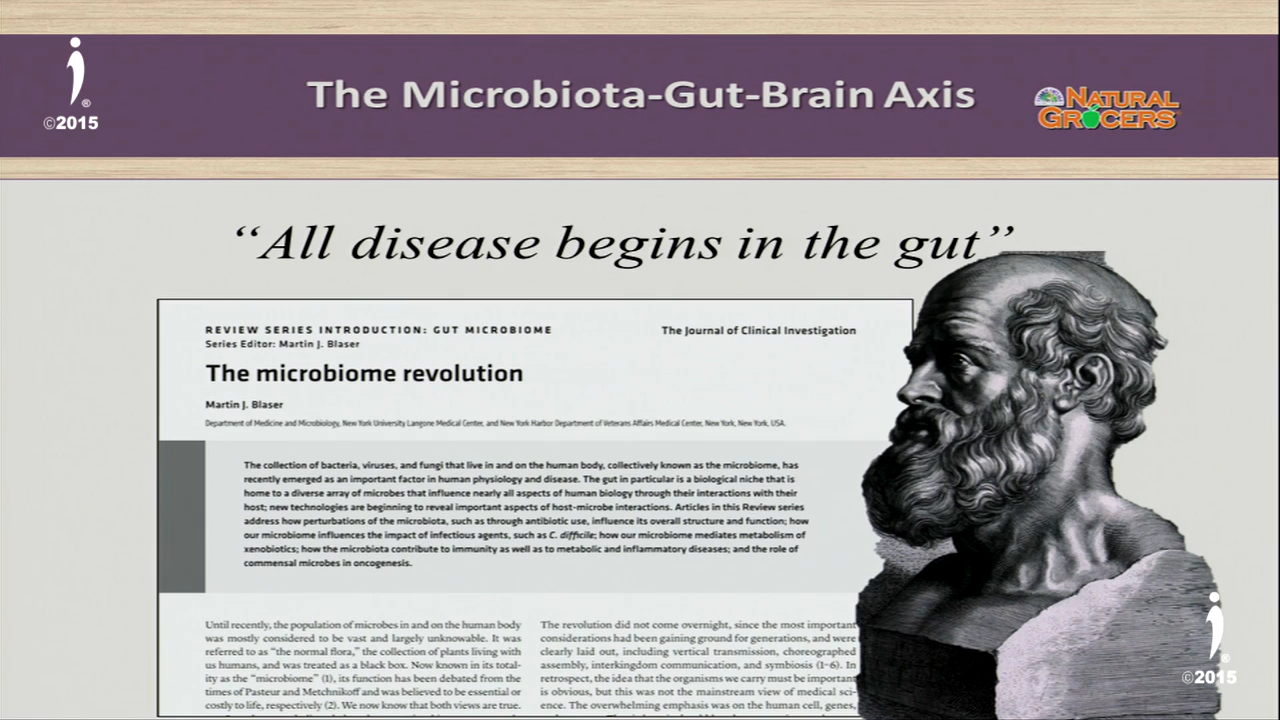 The Microbiota-Gut-Brain Axis
i®
©2015
NATURAL
GROCERS
“All disease begins in the gut”
REVIEW SERIES INTRODUCTION: GUT MICROBIOME
The Journal of Clinical Investigation
Series Editor: Martin J. Blaser
The microbiome revolution
Martin J. Blaser
Department of Medicine and Microbiology, New York University Langone Medical Center, and New York Harbor Department of Veterans Affairs Medical Center, New York, New York, USA.
The collection of bacteria, viruses, and fungi that live in and on the human body, collectively known as the microbiome, has
recently emerged as an important factor in human physiology and disease. The gut in particular is a biological niche that is
home to a diverse array of microbes that influence nearly all aspects of human biology through their interactions with their
host; new technologies are beginning to reveal important aspects of host-microbe interactions. Articles in this Review series
address how perturbations of the microbiota, such as through antibiotic use, influence its overall structure and function; how
our microbiome influences the impact of infectious agents, such as C. difficile; how our microbiome mediates metabolism of
xenobiotics; how the microbiota contribute to immunity as well as to metabolic and inflammatory diseases; and the role of
commensal microbes in oncogenesis.
Until recently, the population of microbes in and on the human body
was mostly considered to be vast and largely unknowable. It was
referred to as “the normal flora,” the collection of plants living with
us humans, and was treated as a black box. Now known in its total-
ity as the “microbiome” (1), its function has been debated from the
times of Pasteur and Metchnikoff and was believed to be essential or
costly to life, respectively (2). We now know that both views are true.
The revolution did not come overnight, since the most important
considerations had been gaining ground for generations, and were
clearly laid out, including vertical transmission, choreographed
assembly, interkingdom communication, and symbiosis (1–6). In
retrospect, the idea that the organisms we carry must be important
is obvious, but this was not the mainstream view of medical sci-
ence. The overwhelming emphasis was on the human cell, genes,
i®
©2015